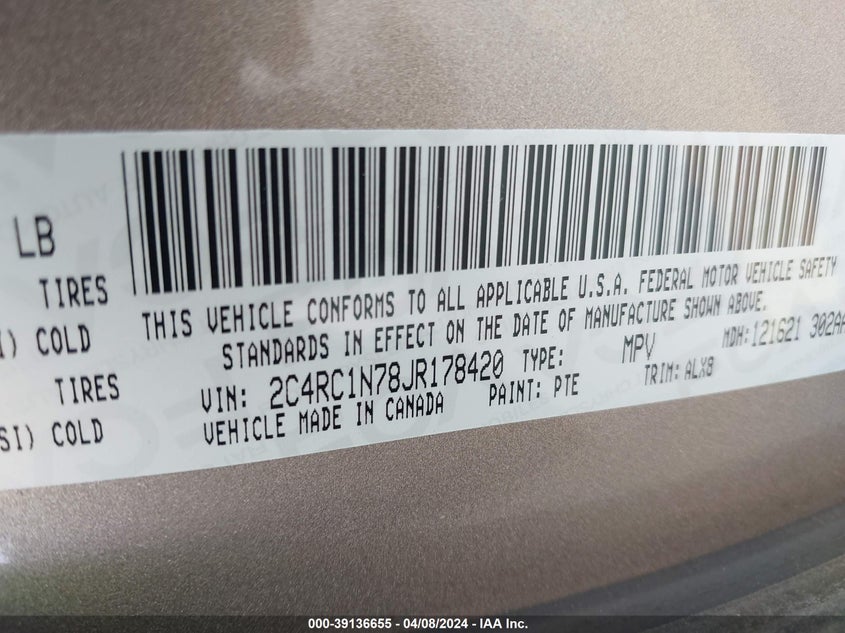 LB
TIRES
I) COLD
TIRES
SI) COLD
THIS VEHICLE CONFORMS TO ALL APPLICABLE U.S.A. FEDERAL MOTOR VEHICLE SAFETY
STANDARDS IN EFFECT ON THE DATE OF MANUFACTURE SHOWN ABOVE.
VIN: 2C4RC1N78JR178420 TYPE: MPV MDH:121621 302AA
VEHICLE MADE IN CANADA PAINT: PTE TRIM: ALX8
000-39136655 - 04/08/2024 - IAA Inc.